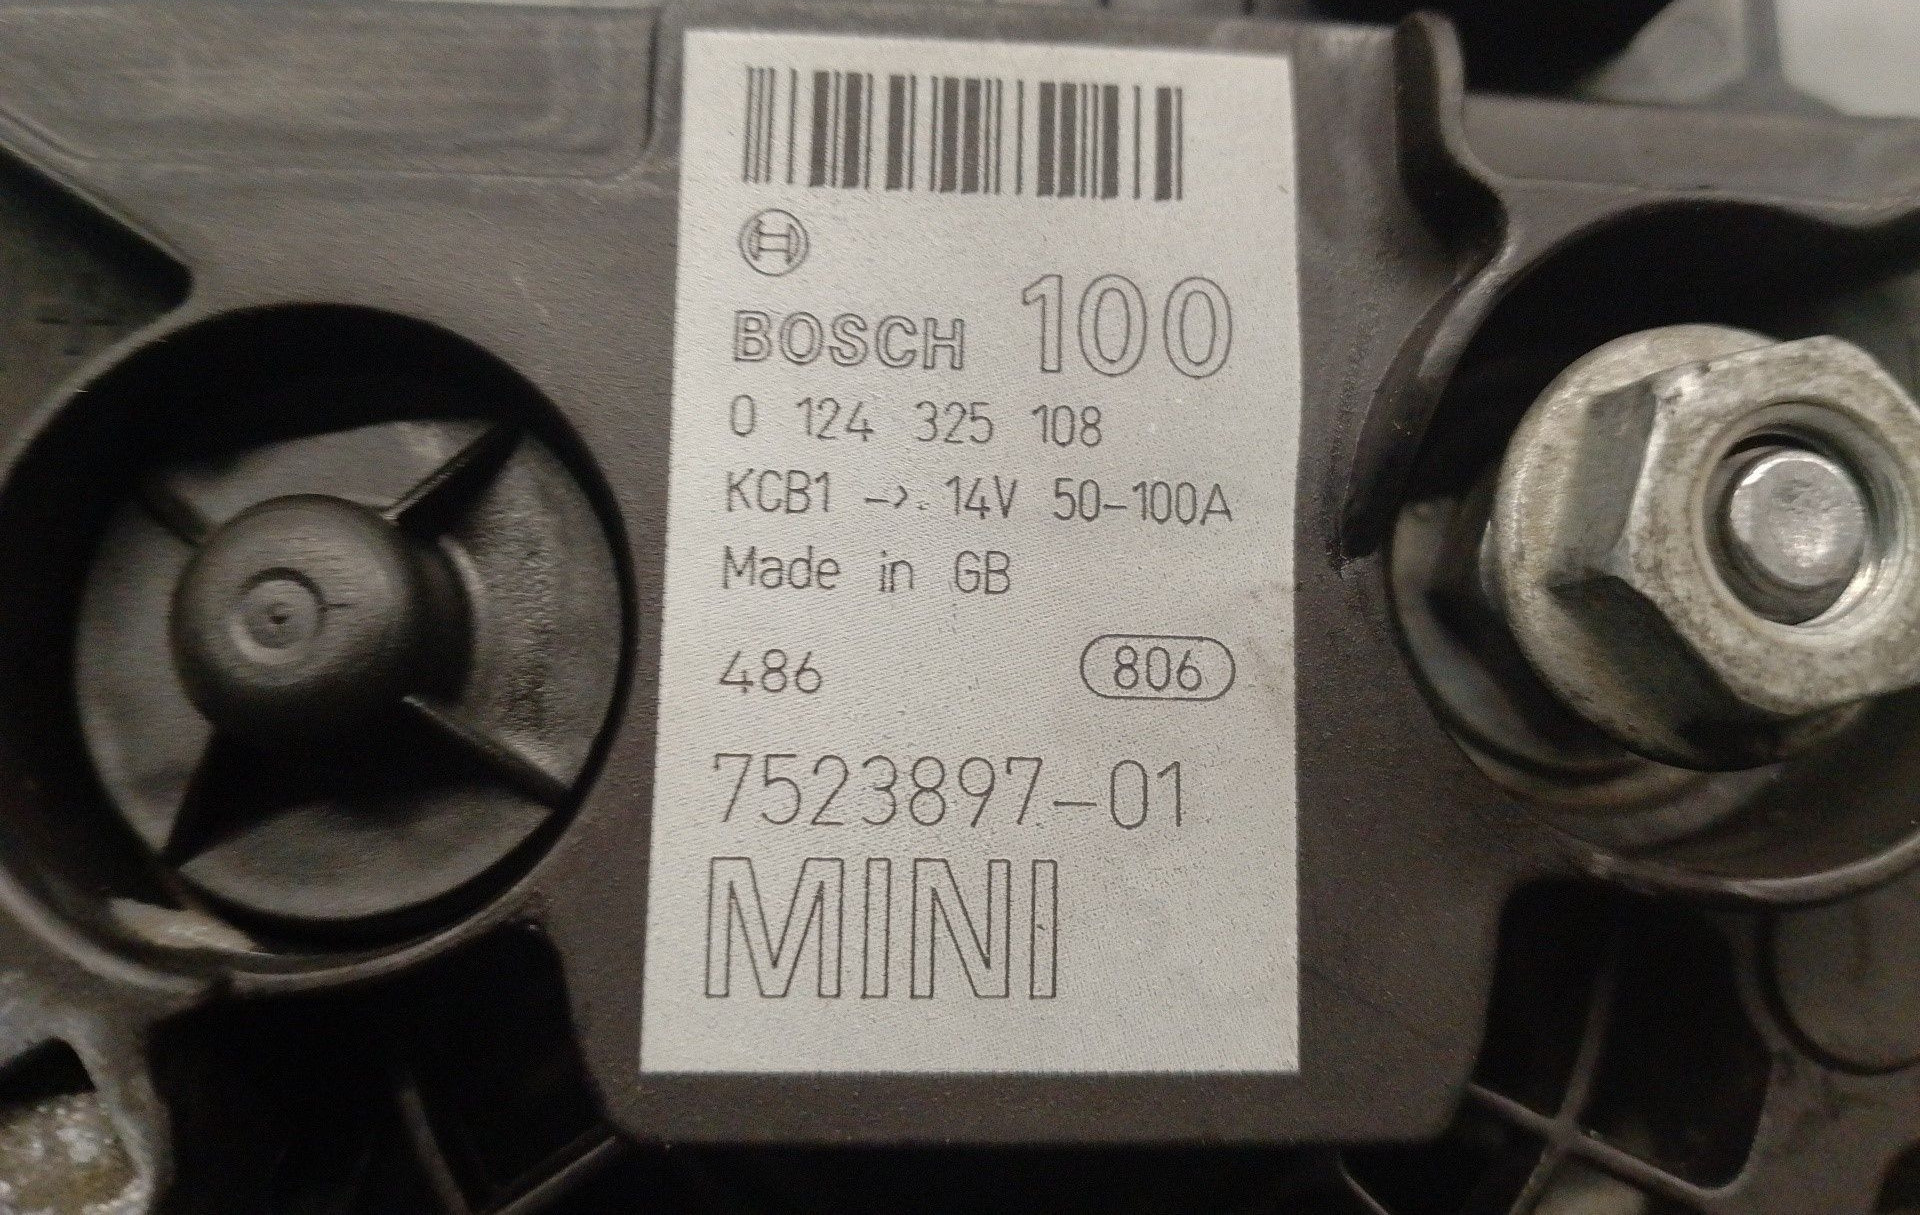 BOSCH 100
0 124 325 108
KCB1 -> 14V 50-100A
Made in GB
486 806
7523897-01
MINI